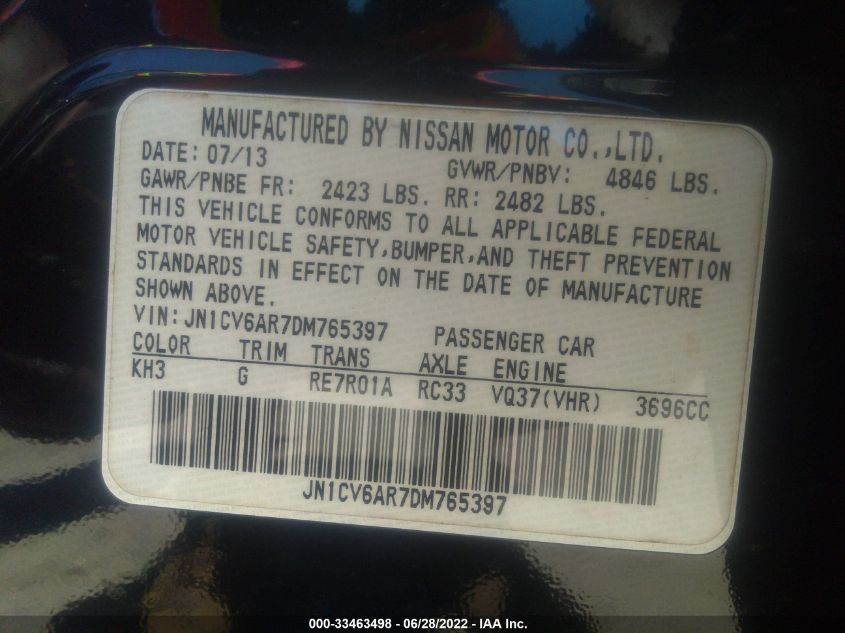 MANUFACTURED BY NISSAN MOTOR CO.,LTD.
DATE: 07/13 GVWR/PNBV: 4846 LBS.
GAWR/PNBE FR: 2423 LBS. RR: 2482 LBS.
THIS VEHICLE CONFORMS TO ALL APPLICABLE FEDERAL
MOTOR VEHICLE SAFETY,BUMPER,AND THEFT PREVENTION
STANDARDS IN EFFECT ON THE DATE OF MANUFACTURE
SHOWN ABOVE.
VIN:JN1CV6AR7DM765397 PASSENGER CAR
COLOR TRIM TRANS AXLE ENGINE
KH3 G RE7R01A RC33 VQ37(VHR) 3696CC
JN1CV6AR7DM765397
000-33463498 - 06/28/2022 - IAA Inc.